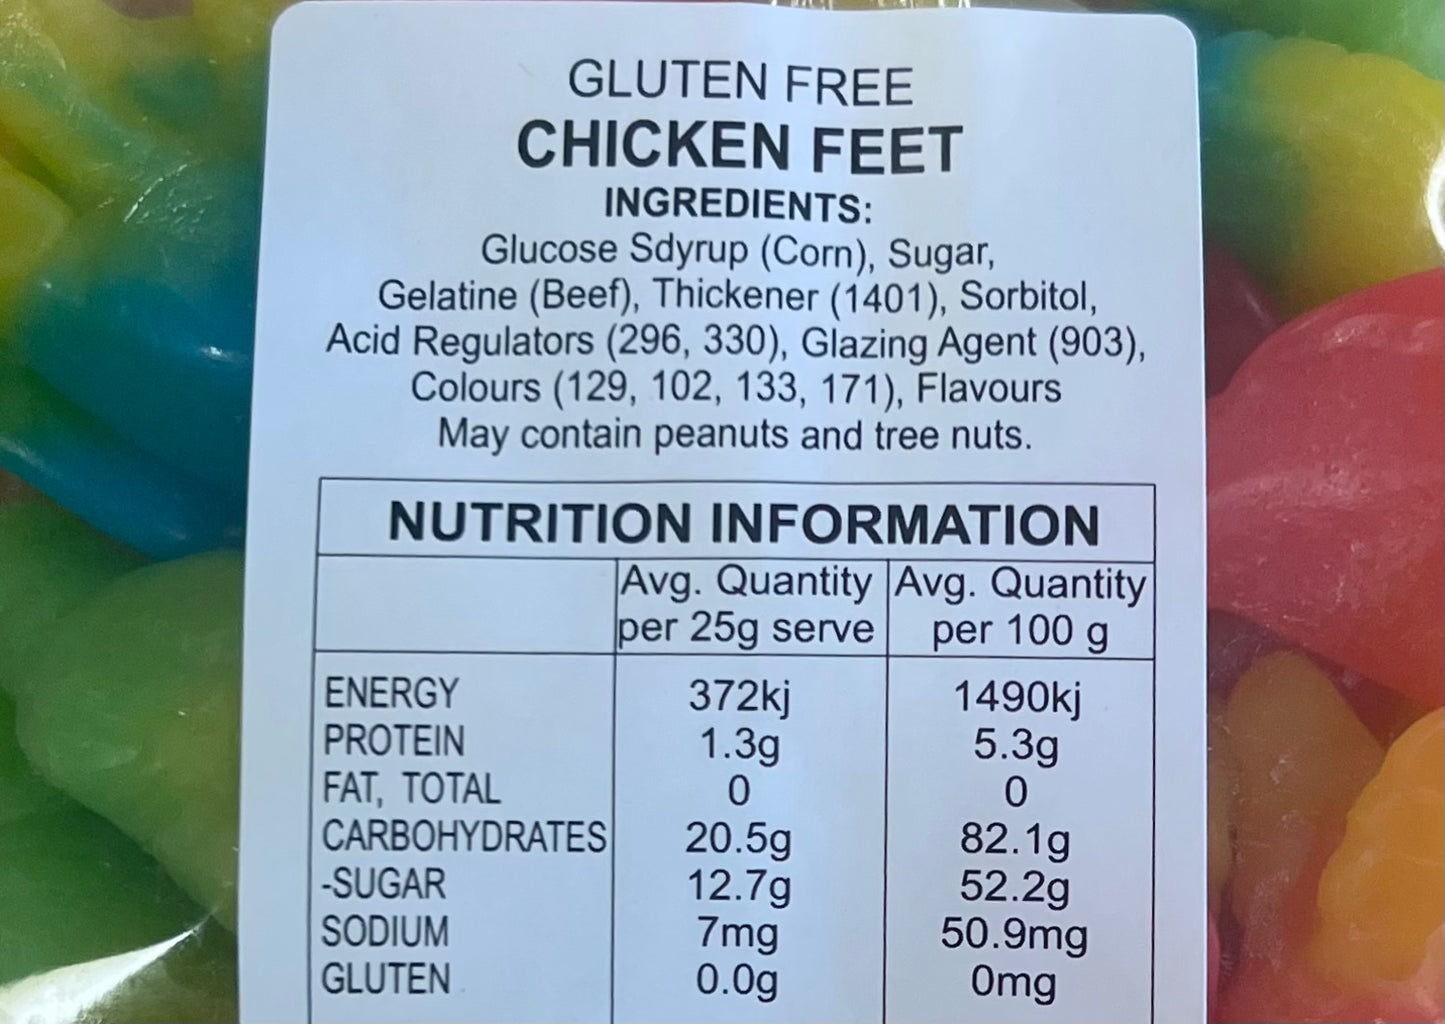 GLUTEN FREE
CHICKEN FEET
INGREDIENTS:
Glucose Sdyrup (Corn), Sugar,
Gelatine (Beef), Thickener (1401), Sorbitol,
Acid Regulators (296, 330), Glazing Agent (903),
Colours (129, 102, 133, 171), Flavours
May contain peanuts and tree nuts.
NUTRITION INFORMATION
Avg. Quantity per 25g serve Avg. Quantity per 100 g
ENERGY 372kj 1490kj
PROTEIN 1.3g 5.3g
FAT, TOTAL 0 0
CARBOHYDRATES 20.5g 82.1g
-SUGAR 12.7g 52.2g
SODIUM 7mg 50.9mg
GLUTEN 0.0g 0mg